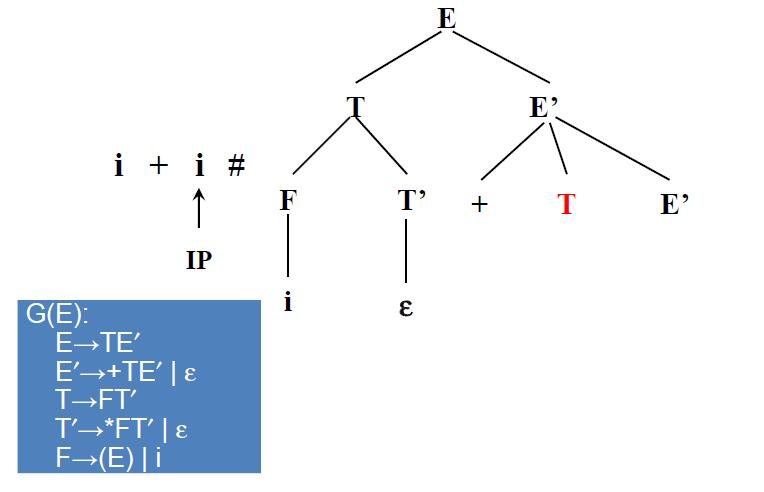 E
T E’
i + i #
F T’ + T E’
IP
i ε
G(E):
E→TE′
E′→+TE′ | ε
T→FT′
T′→*FT′ | ε
F→(E) | i